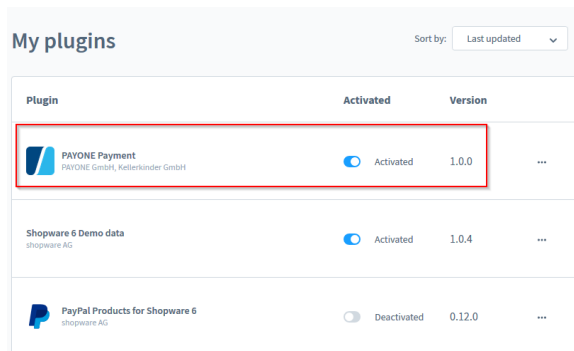 My plugins
Sort by: Last updated
Plugin Activated Version
PAYONE Payment
PAYONE GmbH, Kellerkinder GmbH
Activated 1.0.0
Shopware 6 Demo data
shopware AG
Activated 1.0.4
PayPal Products for Shopware 6
shopware AG
Deactivated 0.12.0